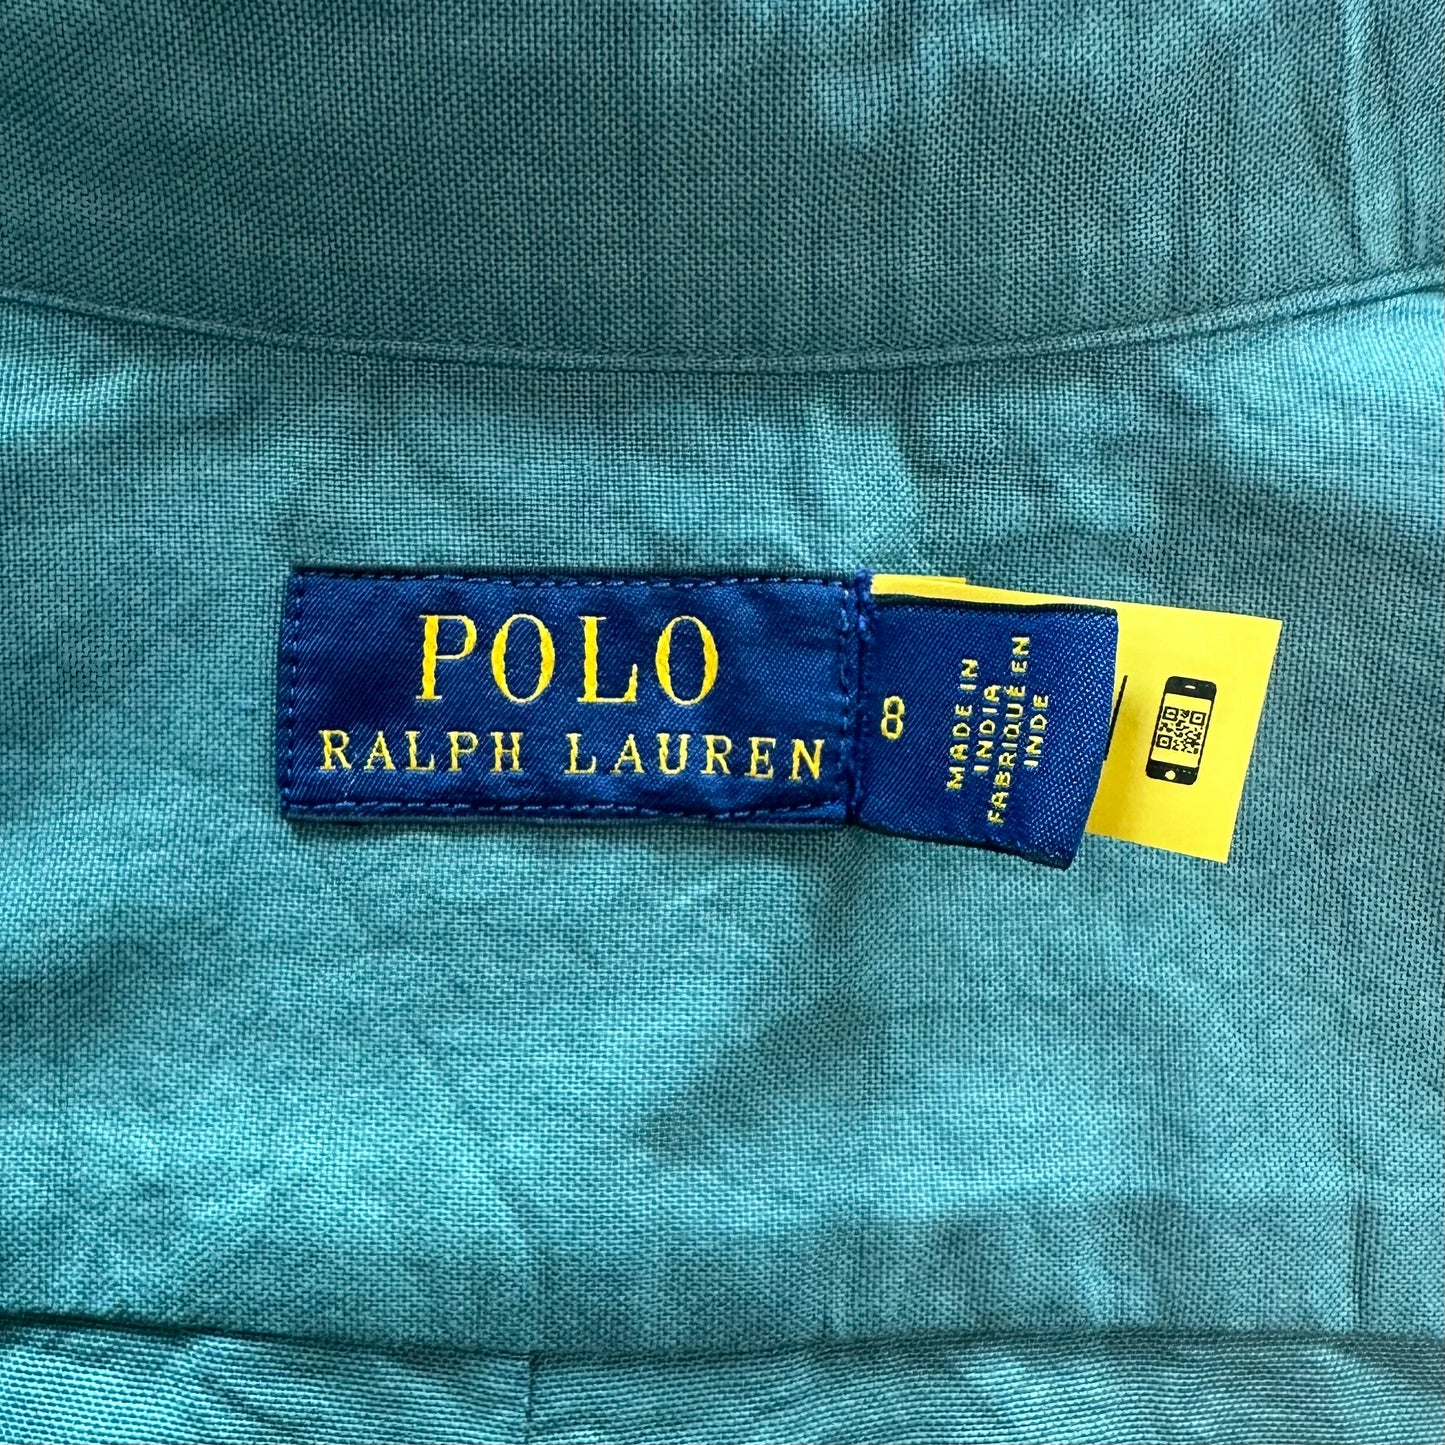 POLO
RALPH LAUREN
8
MADE IN
INDIA
FABRIQUÉ EN
INDE